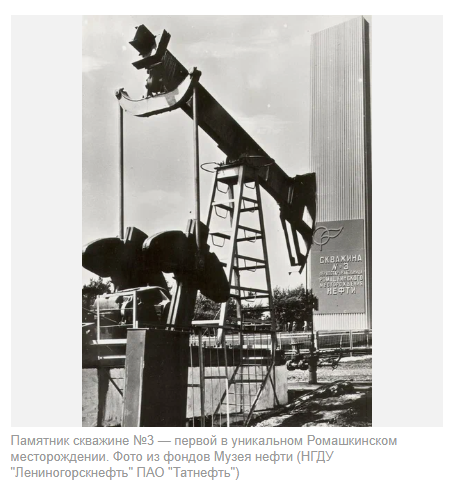 СКВАЖИНА
№3
РОМАШКИНСКОГО
МЕСТОРОЖДЕНИЯ
НЕФТИ
Памятник скважине №3 — первой в уникальном Ромашкинском
месторождении. Фото из фондов Музея нефти (НГДУ
"Лениногорскнефть" ПАО "Татнефть")